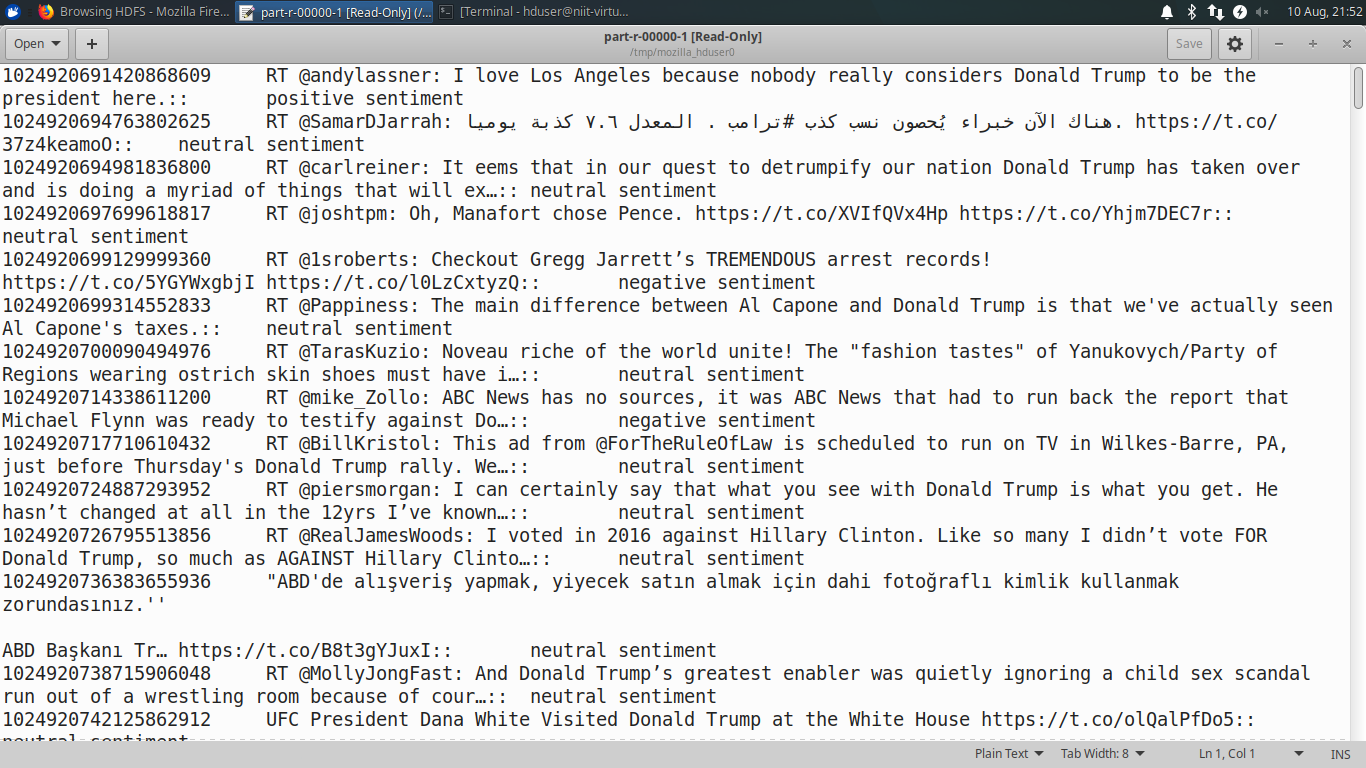 Browsing HDFS - Mozilla Fire... part-r-00000-1 [Read-Only] (/... [Terminal - hduser@niit-virtu... 10 Aug, 21:52
Open part-r-00000-1 [Read-Only] Save
/tmp/mozilla_hduser0
1024920691420868609 RT @andylassner: I love Los Angeles because nobody really considers Donald Trump to be the
president here.:: positive sentiment
1024920694763802625 RT @SamarDJarrah: هناك الآن خبراء يُحصون نسب كذب #ترامب . المعدل ٧.٦ كذبة يوميا. https://t.co/
37z4keamoO:: neutral sentiment
1024920694981836800 RT @carlreiner: It eems that in our quest to detrumpify our nation Donald Trump has taken over
and is doing a myriad of things that will ex…:: neutral sentiment
1024920697699618817 RT @joshtpm: Oh, Manafort chose Pence. https://t.co/XVIfQVx4Hp https://t.co/Yhjm7DEC7r::
neutral sentiment
1024920699129999360 RT @1sroberts: Checkout Gregg Jarrett’s TREMENDOUS arrest records!
https://t.co/5YGYWxgbjI https://t.co/l0LzCxtyzQ:: negative sentiment
1024920699314552833 RT @Pappiness: The main difference between Al Capone and Donald Trump is that we've actually seen
Al Capone's taxes.:: neutral sentiment
1024920700090494976 RT @TarasKuzio: Noveau riche of the world unite! The "fashion tastes" of Yanukovych/Party of
Regions wearing ostrich skin shoes must have i…:: neutral sentiment
1024920714338611200 RT @mike_Zollo: ABC News has no sources, it was ABC News that had to run back the report that
Michael Flynn was ready to testify against Do…:: negative sentiment
1024920717710610432 RT @BillKristol: This ad from @ForTheRuleOfLaw is scheduled to run on TV in Wilkes-Barre, PA,
just before Thursday's Donald Trump rally. We…:: neutral sentiment
1024920724887293952 RT @piersmorgan: I can certainly say that what you see with Donald Trump is what you get. He
hasn’t changed at all in the 12yrs I’ve known…:: neutral sentiment
1024920726795513856 RT @RealJamesWoods: I voted in 2016 against Hillary Clinton. Like so many I didn’t vote FOR
Donald Trump, so much as AGAINST Hillary Clinto…:: neutral sentiment
1024920736383655936 "ABD'de alışveriş yapmak, yiyecek satın almak için dahi fotoğraflı kimlik kullanmak
zorundasınız.''
ABD Başkanı Tr… https://t.co/B8t3gYJuxI:: neutral sentiment
1024920738715906048 RT @MollyJongFast: And Donald Trump’s greatest enabler was quietly ignoring a child sex scandal
run out of a wrestling room because of cour…:: neutral sentiment
1024920742125862912 UFC President Dana White Visited Donald Trump at the White House https://t.co/olQalPfDo5::
neutral sentiment
Plain Text Tab Width: 8 Ln 1, Col 1 INS